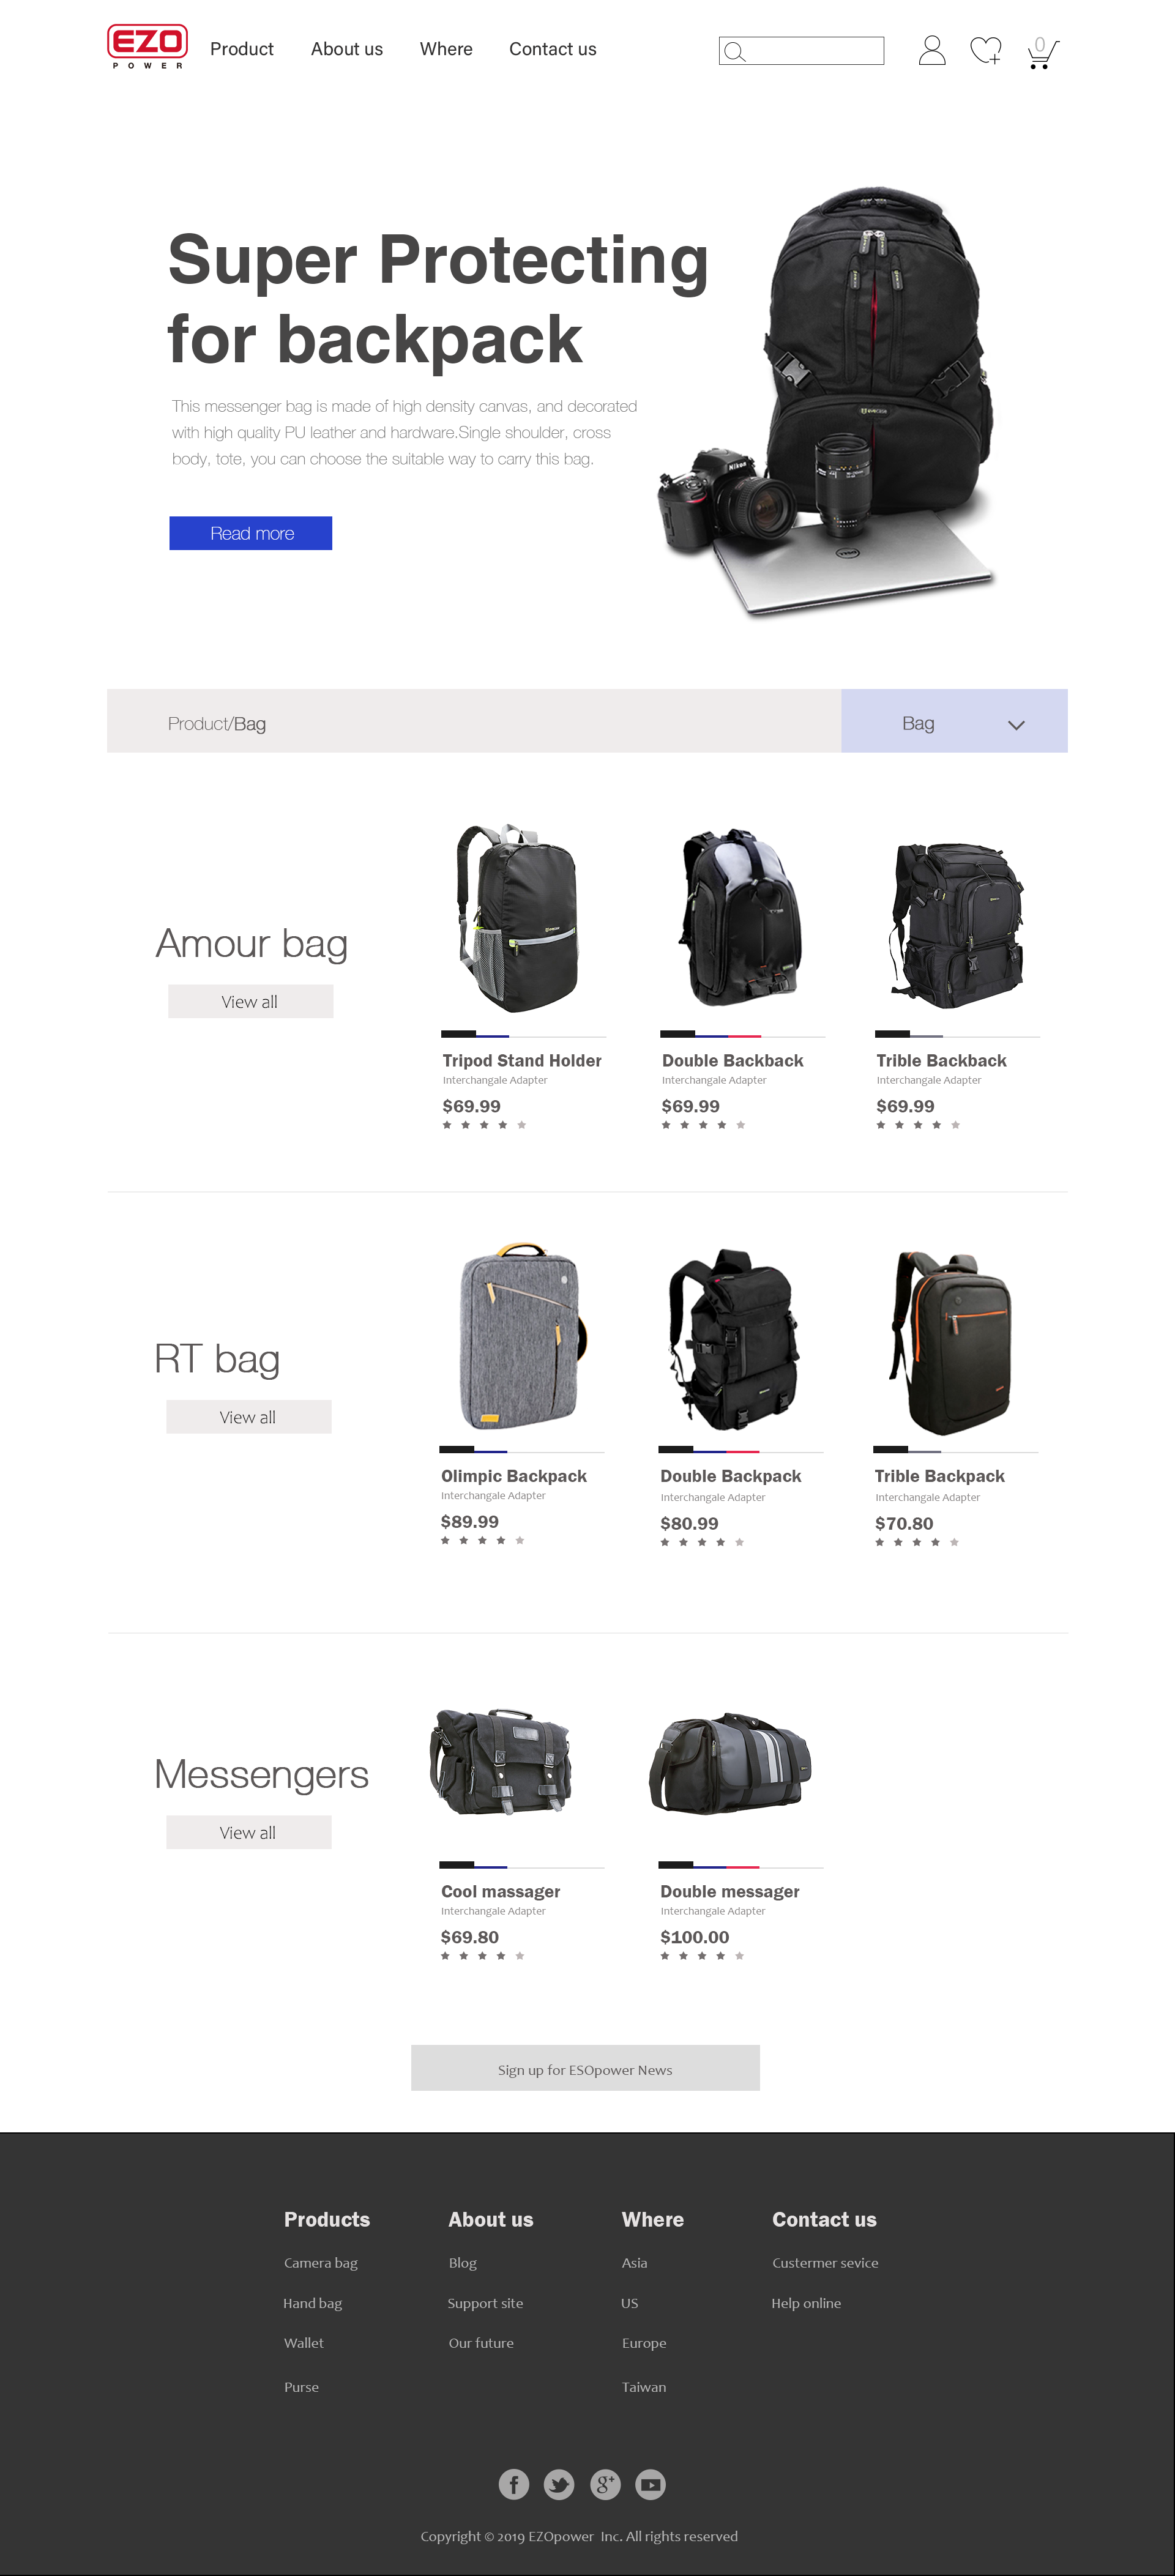 EZO
POWER
Product About us Where Contact us
0
Super Protecting
for backpack
This messenger bag is made of high density canvas, and decorated
with high quality PU leather and hardware.Single shoulder, cross
body, tote, you can choose the suitable way to carry this bag.
Read more
Nikon
DELL
Product/Bag
Bag
Amour bag
View all
Tripod Stand Holder
Interchangale Adapter
$69.99
Double Backback
Interchangale Adapter
$69.99
Trible Backback
Interchangale Adapter
$69.99
RT bag
View all
Olimpic Backpack
Interchangale Adapter
$89.99
Double Backpack
Interchangale Adapter
$80.99
Trible Backpack
Interchangale Adapter
$70.80
Messengers
View all
Cool massager
Interchangale Adapter
$69.80
Double messager
Interchangale Adapter
$100.00
Sign up for ESOpower News
Products
Camera bag
Hand bag
Wallet
Purse
About us
Blog
Support site
Our future
Where
Asia
US
Europe
Taiwan
Contact us
Custermer sevice
Help online
f
g+
Copyright © 2019 EZOpower Inc. All rights reserved